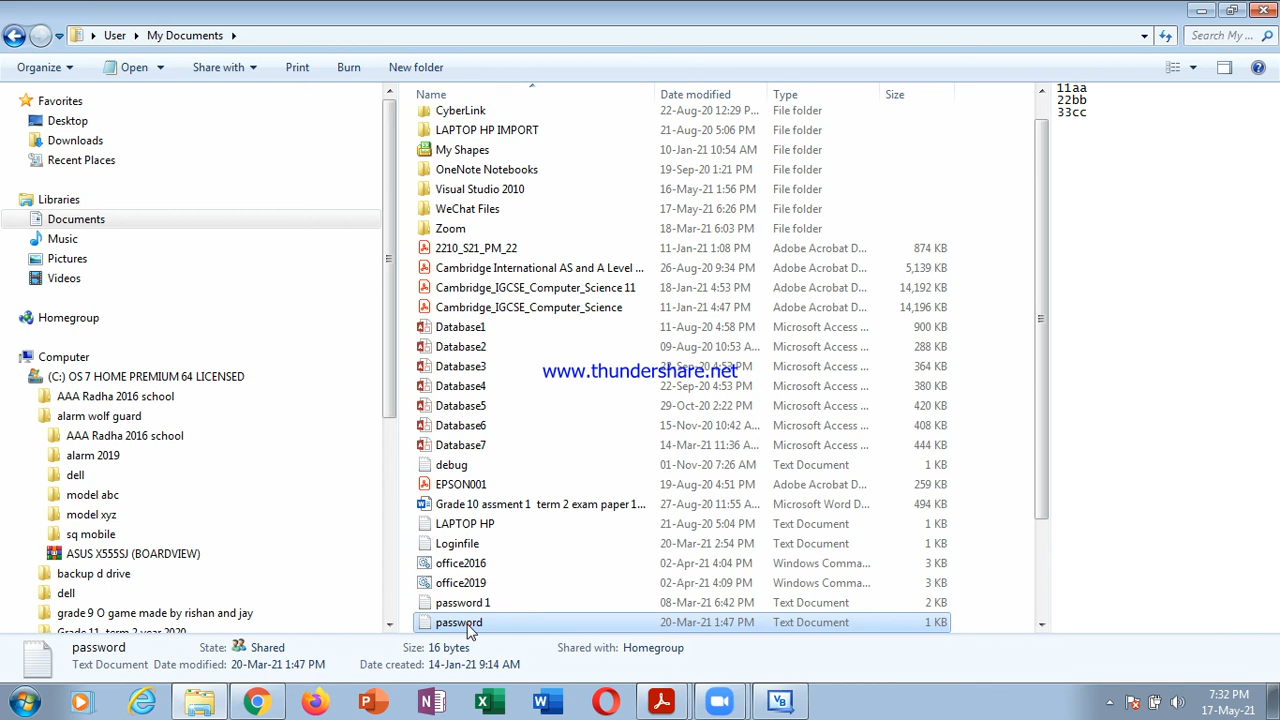 User ▸ My Documents ▸
Search My ...
Organize Open Share with Print Burn New folder
Favorites
Desktop
Downloads
Recent Places
Libraries
Documents
Music
Pictures
Videos
Homegroup
Computer
(C:) OS 7 HOME PREMIUM 64 LICENSED
AAA Radha 2016 school
alarm wolf guard
AAA Radha 2016 school
alarm 2019
dell
model abc
model xyz
sq mobile
ASUS X555SJ (BOARDVIEW)
backup d drive
dell
grade 9 O game made by rishan and jay
Grade 11 term 2 year 2020
Name Date modified Type Size
CyberLink 22-Aug-20 12:29 P... File folder
LAPTOP HP IMPORT 21-Aug-20 5:06 PM File folder
My Shapes 10-Jan-21 10:54 AM File folder
OneNote Notebooks 19-Sep-20 1:21 PM File folder
Visual Studio 2010 16-May-21 1:56 PM File folder
WeChat Files 17-May-21 6:26 PM File folder
Zoom 18-Mar-21 6:03 PM File folder
2210_S21_PM_22 11-Jan-21 1:08 PM Adobe Acrobat D... 874 KB
Cambridge International AS and A Level ... 26-Aug-20 9:34 PM Adobe Acrobat D... 5,139 KB
Cambridge_IGCSE_Computer_Science 11 18-Jan-21 4:53 PM Adobe Acrobat D... 14,192 KB
Cambridge_IGCSE_Computer_Science 11-Jan-21 4:47 PM Adobe Acrobat D... 14,196 KB
Database1 11-Aug-20 4:58 PM Microsoft Access ... 900 KB
Database2 09-Aug-20 10:53 A... Microsoft Access ... 288 KB
Database3 4:53 PM Microsoft Access ... 364 KB
www.thundershare.net
Database4 22-Sep-20 4:53 PM Microsoft Access ... 380 KB
Database5 29-Oct-20 2:22 PM Microsoft Access ... 420 KB
Database6 15-Nov-20 10:42 A... Microsoft Access ... 408 KB
Database7 14-Mar-21 11:36 A... Microsoft Access ... 444 KB
debug 01-Nov-20 7:26 AM Text Document 1 KB
EPSON001 19-Aug-20 4:51 PM Adobe Acrobat D... 259 KB
Grade 10 assment 1 term 2 exam paper 1... 27-Aug-20 11:55 A... Microsoft Word D... 494 KB
LAPTOP HP 21-Aug-20 5:04 PM Text Document 1 KB
Loginfile 20-Mar-21 2:54 PM Text Document 1 KB
office2016 02-Apr-21 4:04 PM Windows Comma... 3 KB
office2019 02-Apr-21 4:09 PM Windows Comma... 3 KB
password 1 08-Mar-21 6:42 PM Text Document 2 KB
password 20-Mar-21 1:47 PM Text Document 1 KB
11aa
22bb
33cc
password State: Shared Size: 16 bytes Shared with: Homegroup
Text Document Date modified: 20-Mar-21 1:47 PM Date created: 14-Jan-21 9:14 AM
7:32 PM
17-May-21